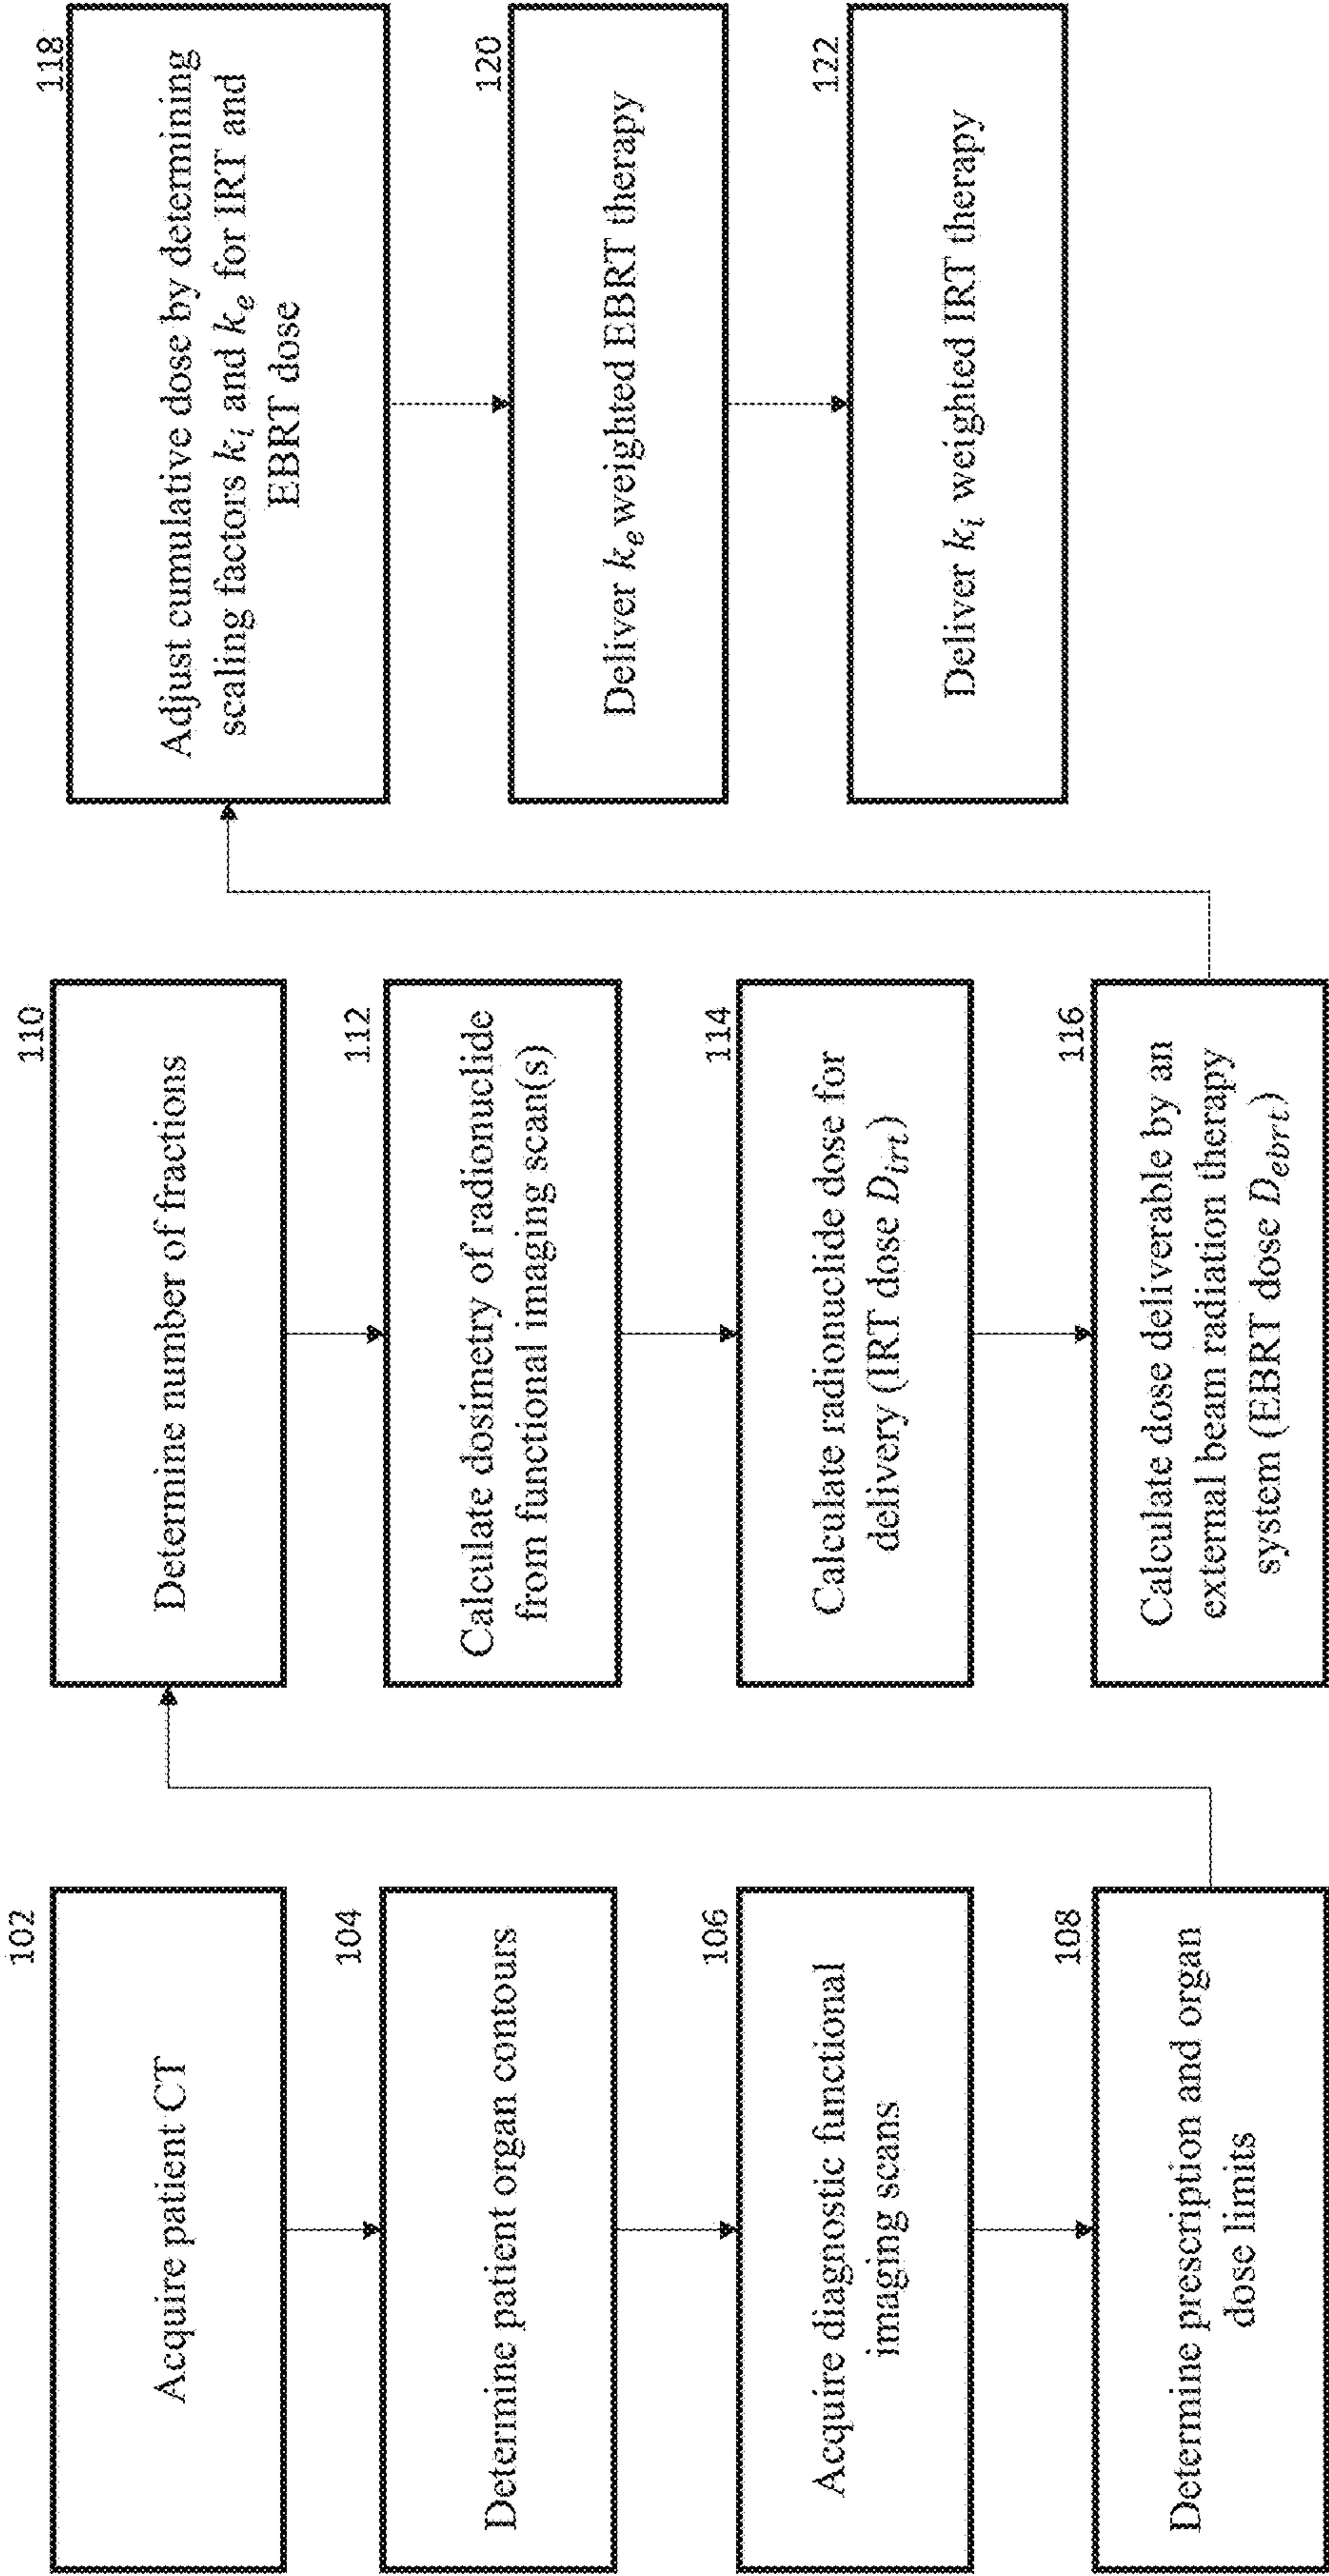 102
Acquire patient CT
104
Determine patient organ contours
106
Acquire diagnostic functional
imaging scans
108
Determine prescription and organ
dose limits
110
Determine number of fractions
112
Calculate dosimetry of radionuclide
from functional imaging scan(s)
114
Calculate radionuclide dose for
delivery (IRT dose D_irt)
116
Calculate dose deliverable by an
external beam radiation therapy
system (EBRT dose D_ebrt)
118
Adjust cumulative dose by determining
scaling factors k_i and k_e for IRT and
EBRT dose
120
Deliver k_e weighted EBRT therapy
122
Deliver k_i weighted IRT therapy